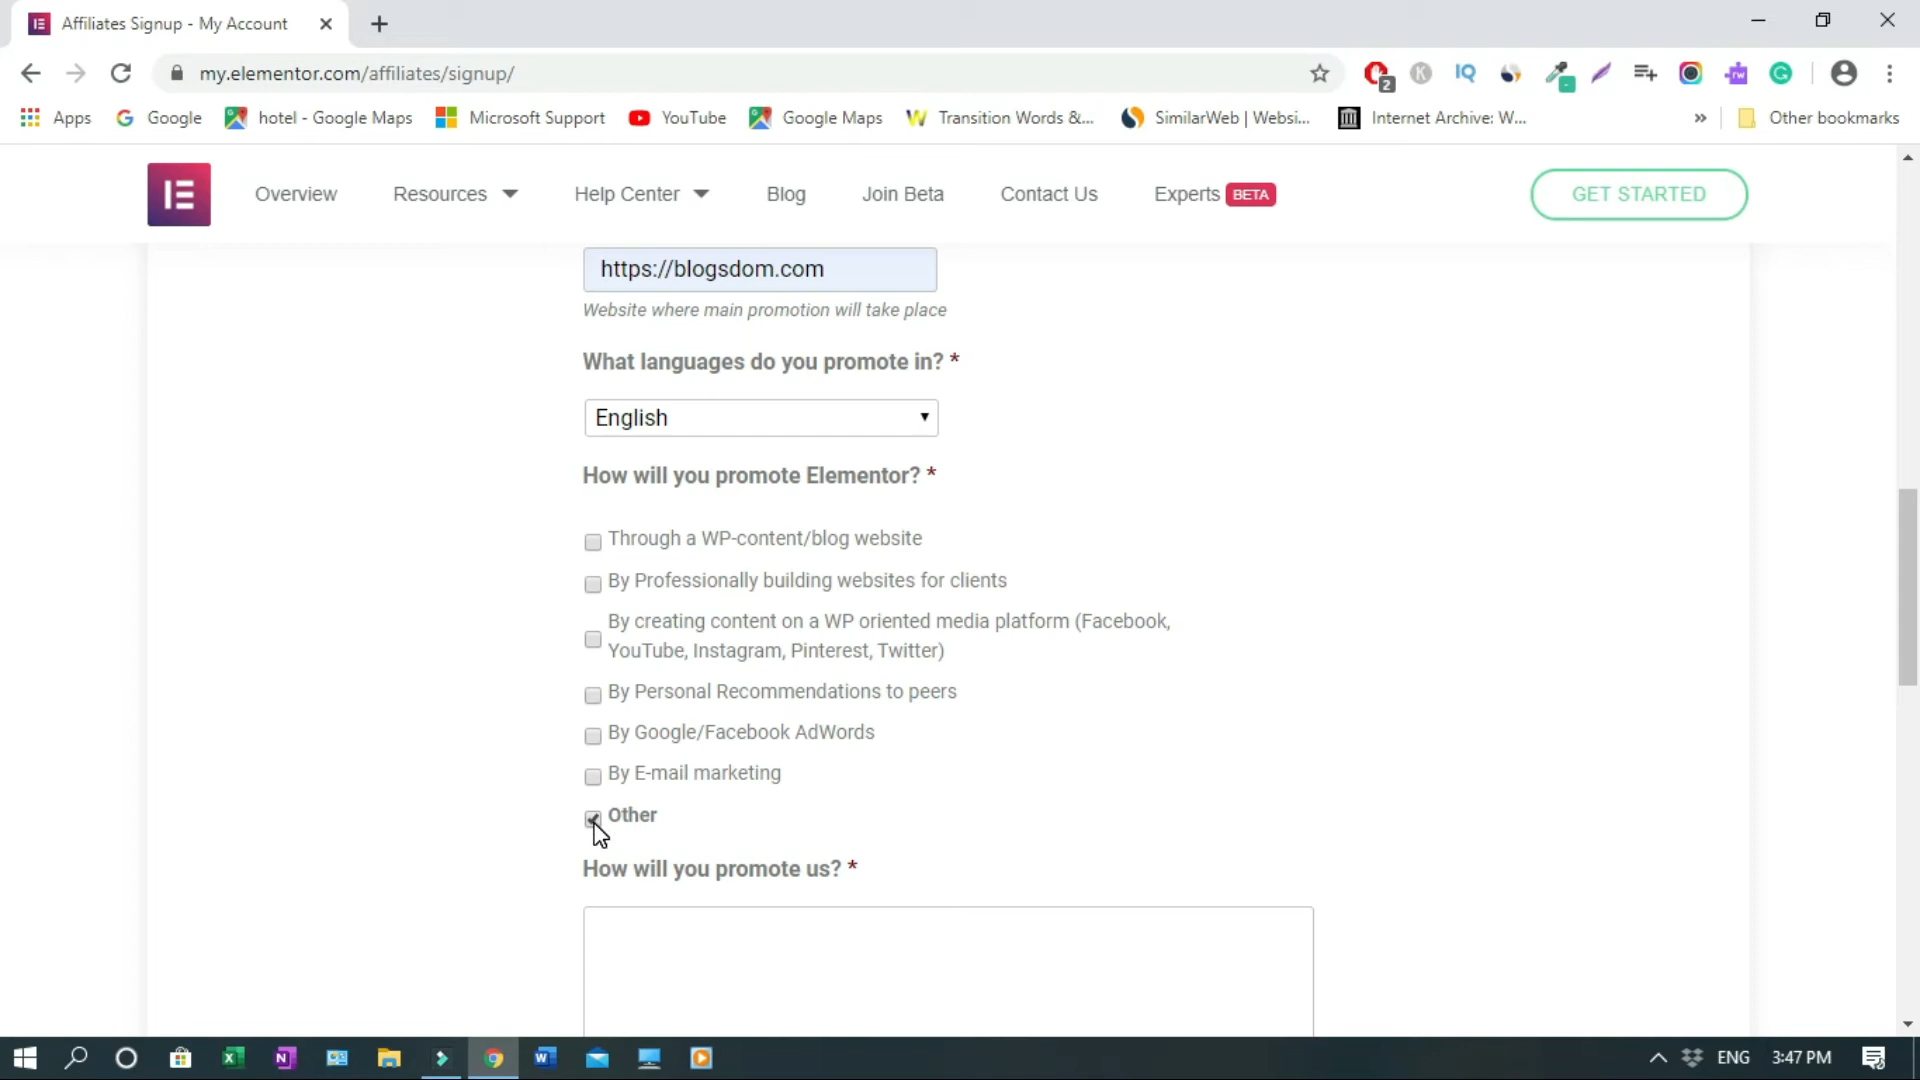 Affiliates Signup - My Account
my.elementor.com/affiliates/signup/
2
K
IQ
rw
G
Apps
Google
hotel - Google Maps
Microsoft Support
YouTube
Google Maps
Transition Words &...
SimilarWeb | Websi...
Internet Archive: W...
»
Other bookmarks
Overview
Resources
Help Center
Blog
Join Beta
Contact Us
Experts BETA
GET STARTED
https://blogsdom.com
Website where main promotion will take place
What languages do you promote in? *
English
How will you promote Elementor? *
Through a WP-content/blog website
By Professionally building websites for clients
By creating content on a WP oriented media platform (Facebook,
YouTube, Instagram, Pinterest, Twitter)
By Personal Recommendations to peers
By Google/Facebook AdWords
By E-mail marketing
Other
How will you promote us? *
ENG
3:47 PM